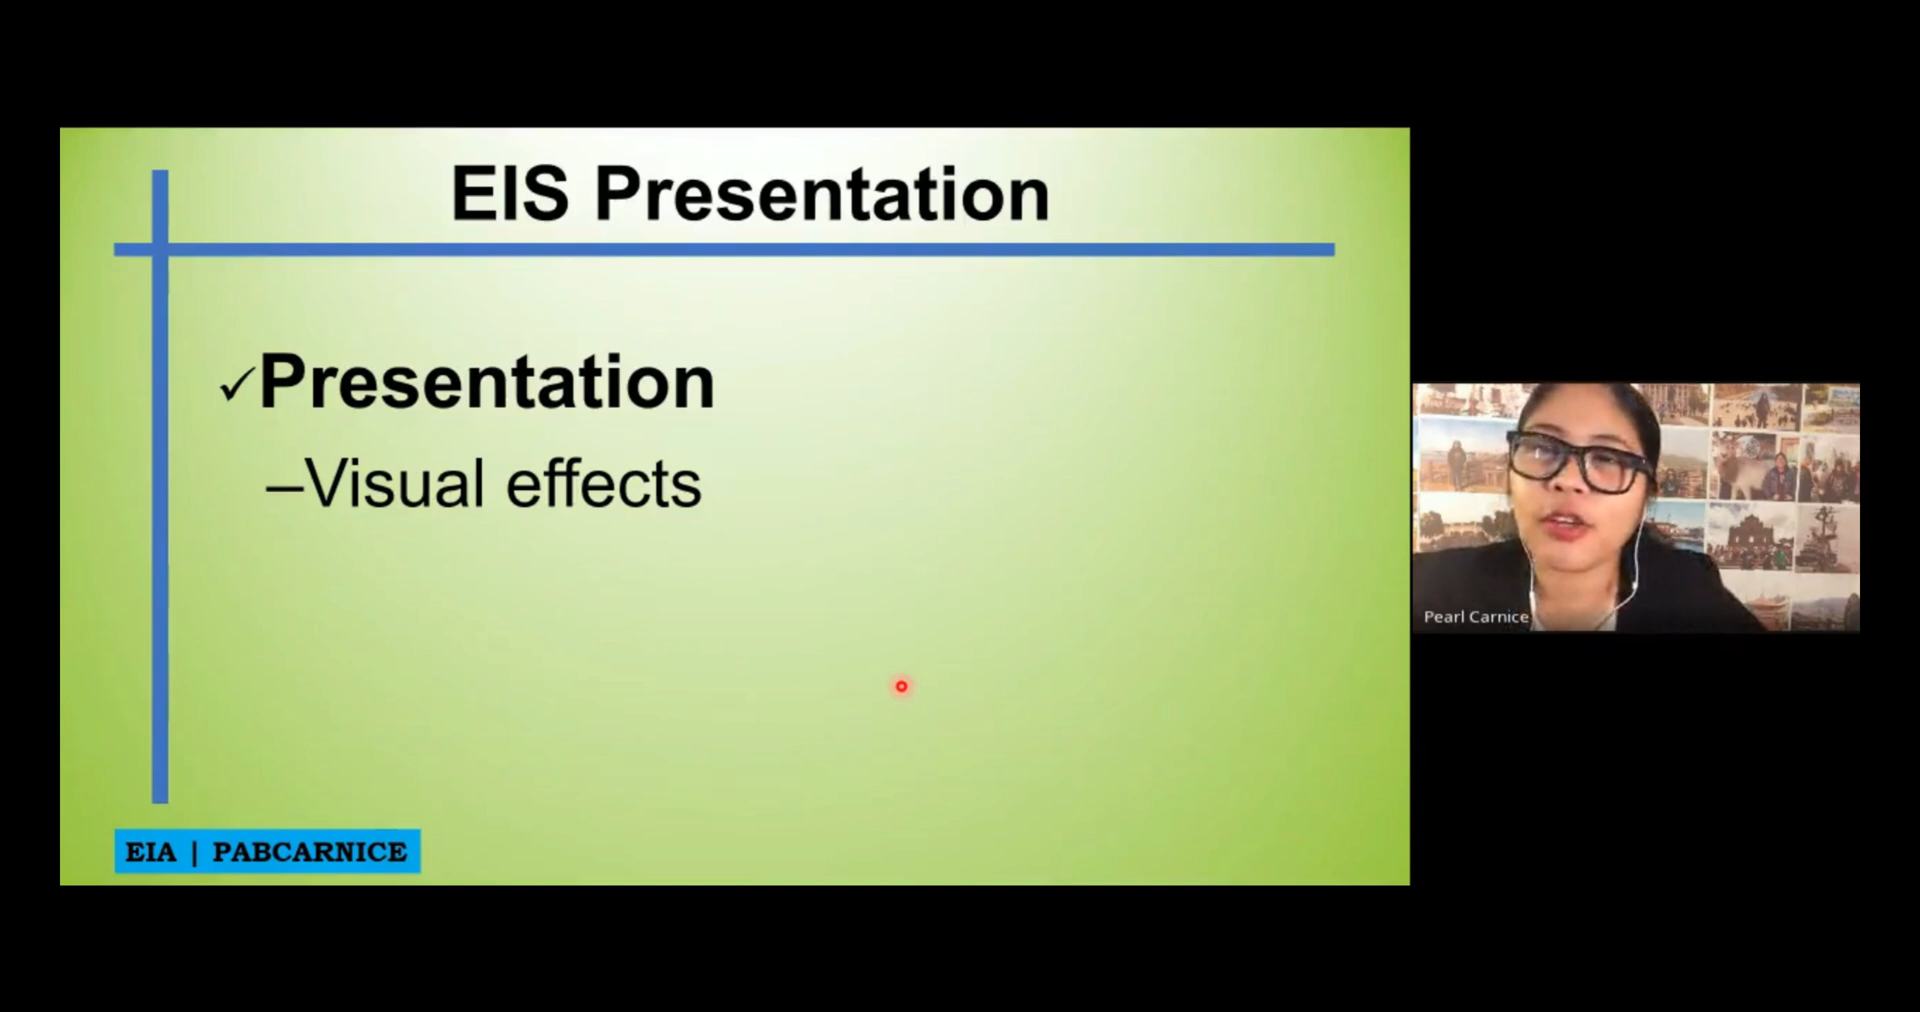 EIS Presentation
✓Presentation
–Visual effects
EIA | PABCARNICE
Pearl Carnice